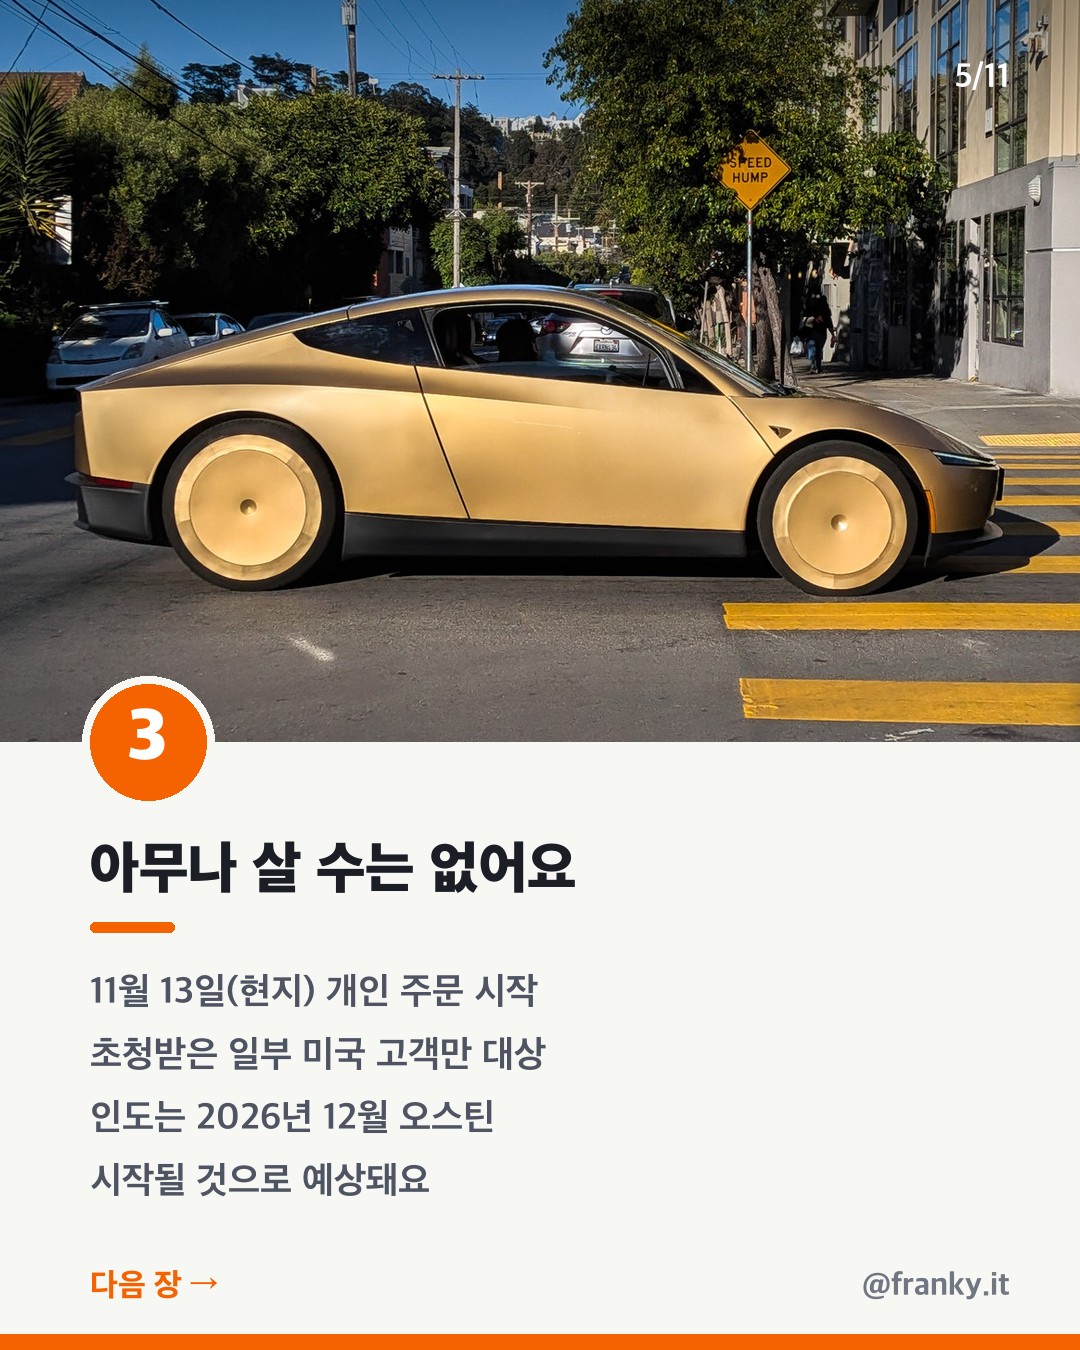 5/11
SPEED
HUMP
3
아무나 살 수는 없어요
11월 13일(현지) 개인 주문 시작
초청받은 일부 미국 고객만 대상
인도는 2026년 12월 오스틴
시작될 것으로 예상돼요
다음 장 →
@franky.it